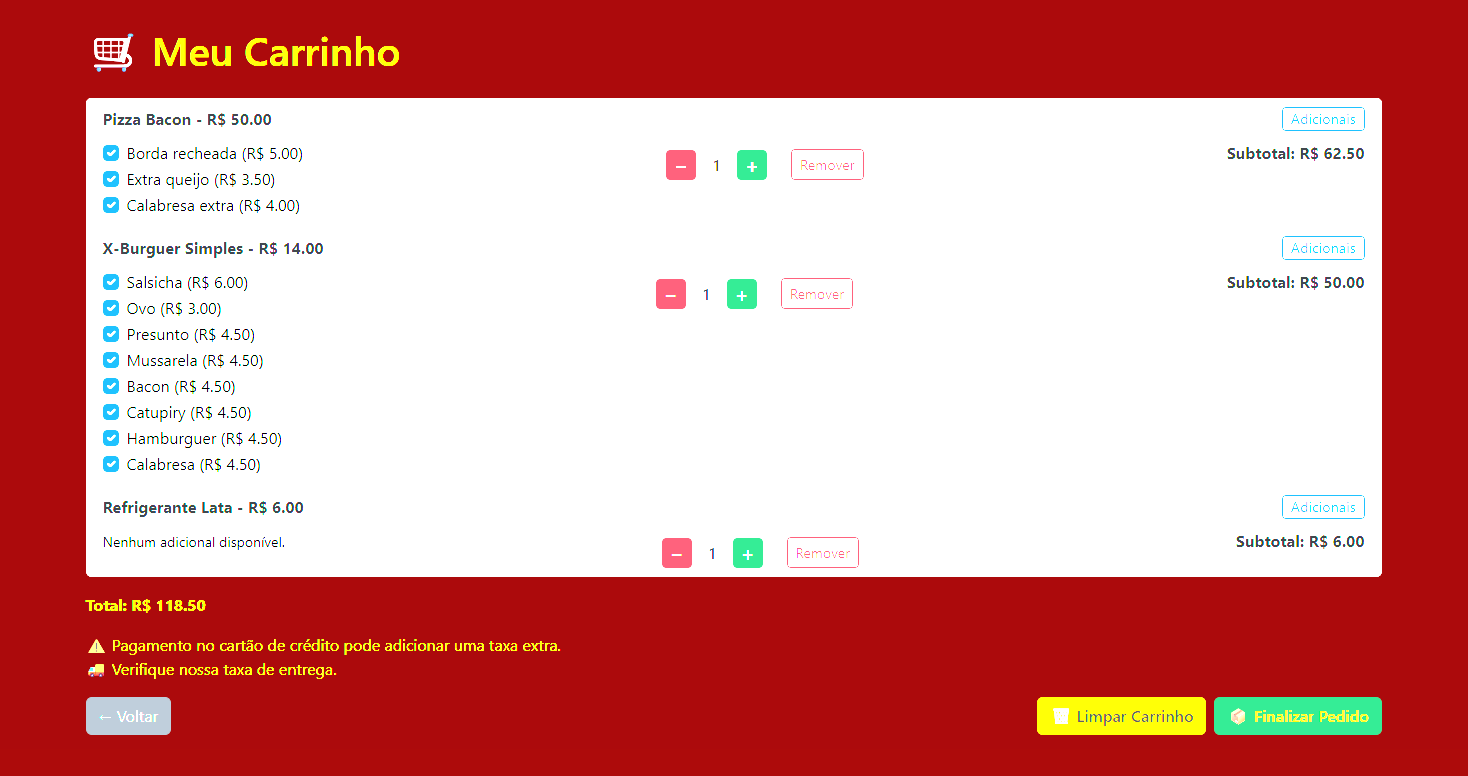 Meu Carrinho
Pizza Bacon - R$ 50.00
Adicionais
Borda recheada (R$ 5.00)
Extra queijo (R$ 3.50)
Calabresa extra (R$ 4.00)
− 1 + Remover
Subtotal: R$ 62.50
X-Burguer Simples - R$ 14.00
Adicionais
Salsicha (R$ 6.00)
Ovo (R$ 3.00)
Presunto (R$ 4.50)
Mussarela (R$ 4.50)
Bacon (R$ 4.50)
Catupiry (R$ 4.50)
Hamburguer (R$ 4.50)
Calabresa (R$ 4.50)
− 1 + Remover
Subtotal: R$ 50.00
Refrigerante Lata - R$ 6.00
Adicionais
Nenhum adicional disponível.
− 1 + Remover
Subtotal: R$ 6.00
Total: R$ 118.50
⚠ Pagamento no cartão de crédito pode adicionar uma taxa extra.
🚚 Verifique nossa taxa de entrega.
← Voltar
Limpar Carrinho
Finalizar Pedido